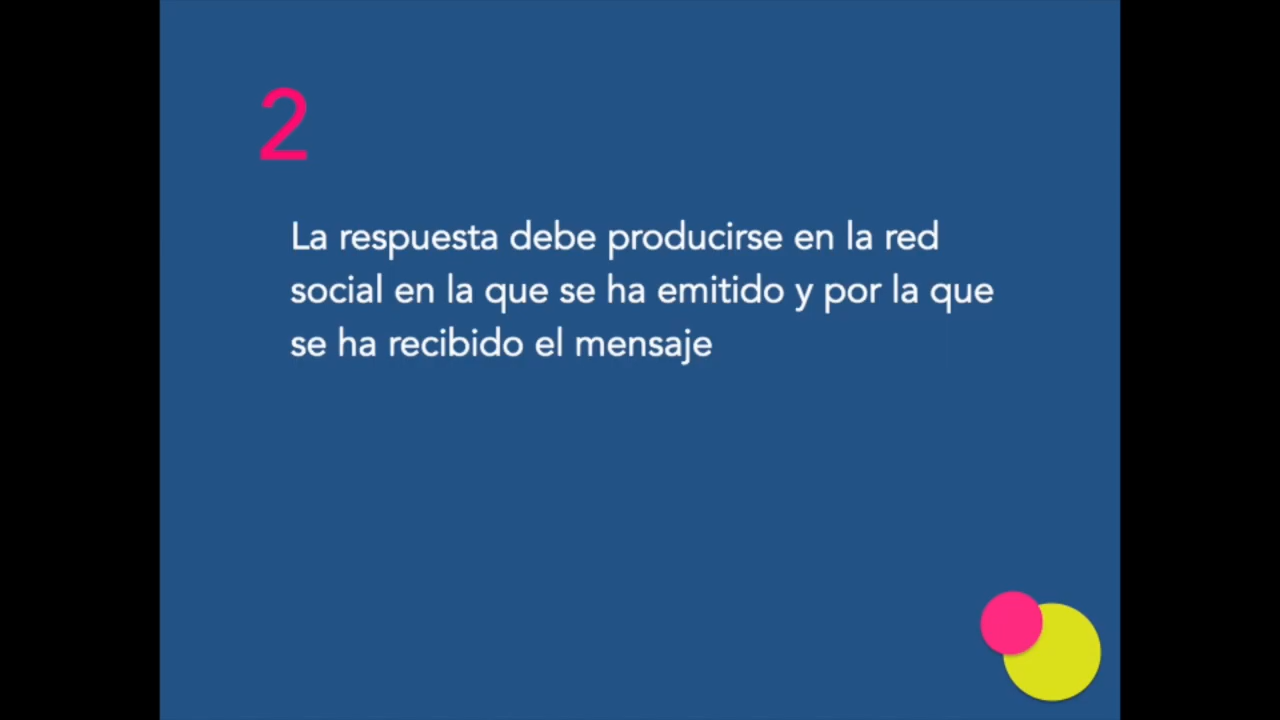 2
La respuesta debe producirse en la red
social en la que se ha emitido y por la que
se ha recibido el mensaje